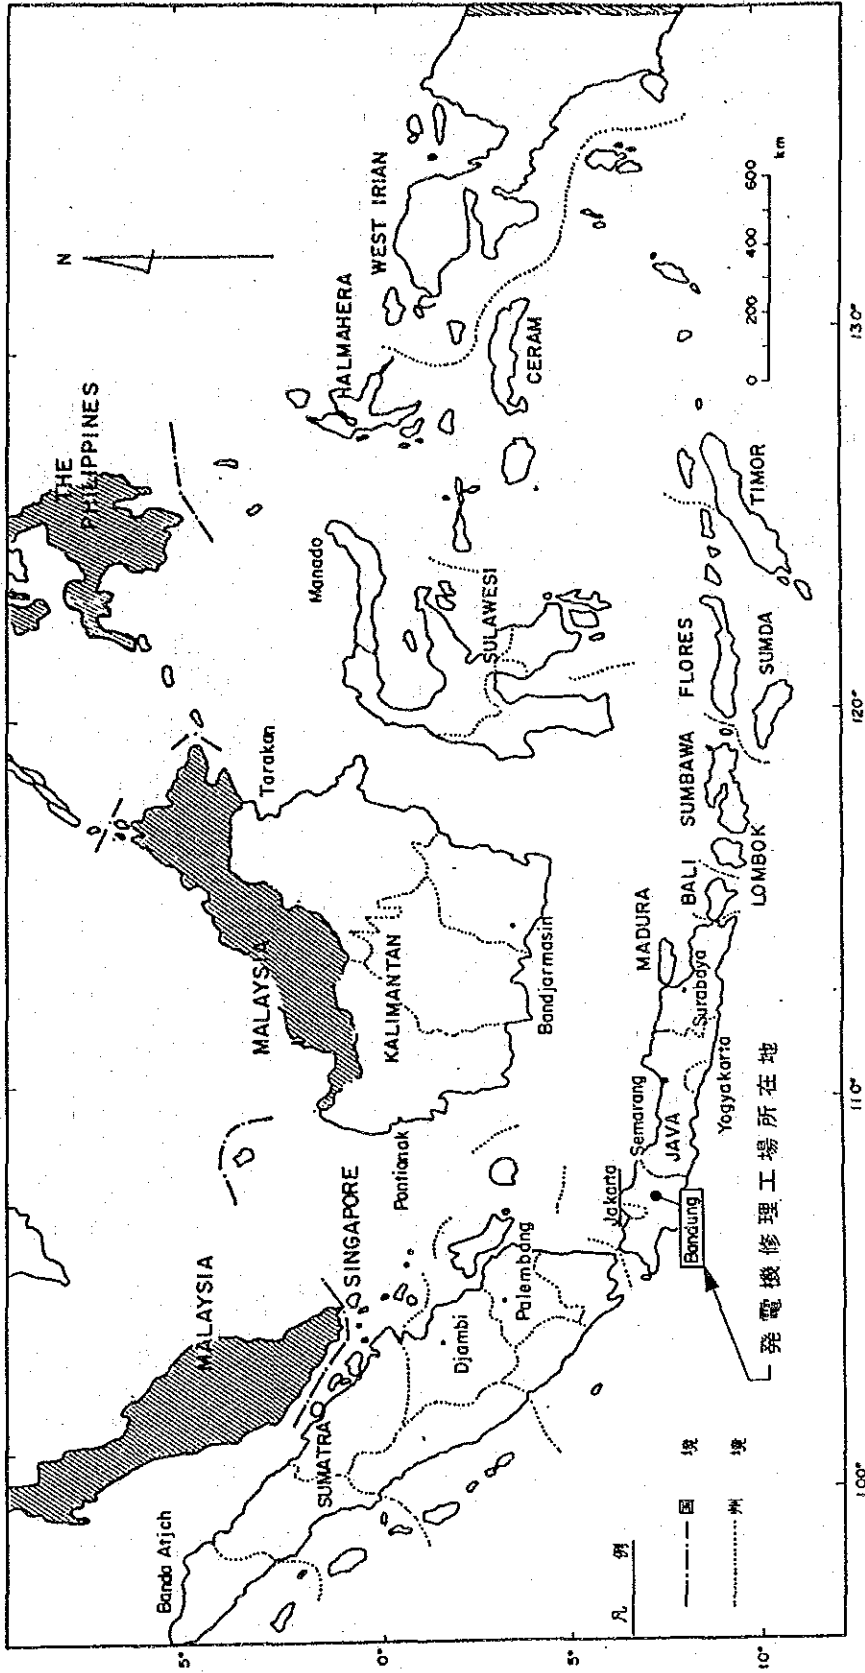 THE
PHILIPPINES
N
MALAYSIA
MALAYSIA
Banda Atjch
SINGAPORE
SUMATRA
Pontianak
Djambi
Palembang
KALIMANTAN
Bandjarmasin
Tarakan
Manado
SULAWESI
HALMAHERA
WEST IRIAN
CERAM
Jakarta
Bandung
Semarang
JAVA
Yogyakarta
Surabaya
MADURA
BALI
LOMBOK
SUMBAWA
FLORES
SUMDA
TIMOR
0 200 400 600
km
発電機修理工場所在地
凡例
国境
州境
5°
0°
5°
10°
100°
110°
120°
130°